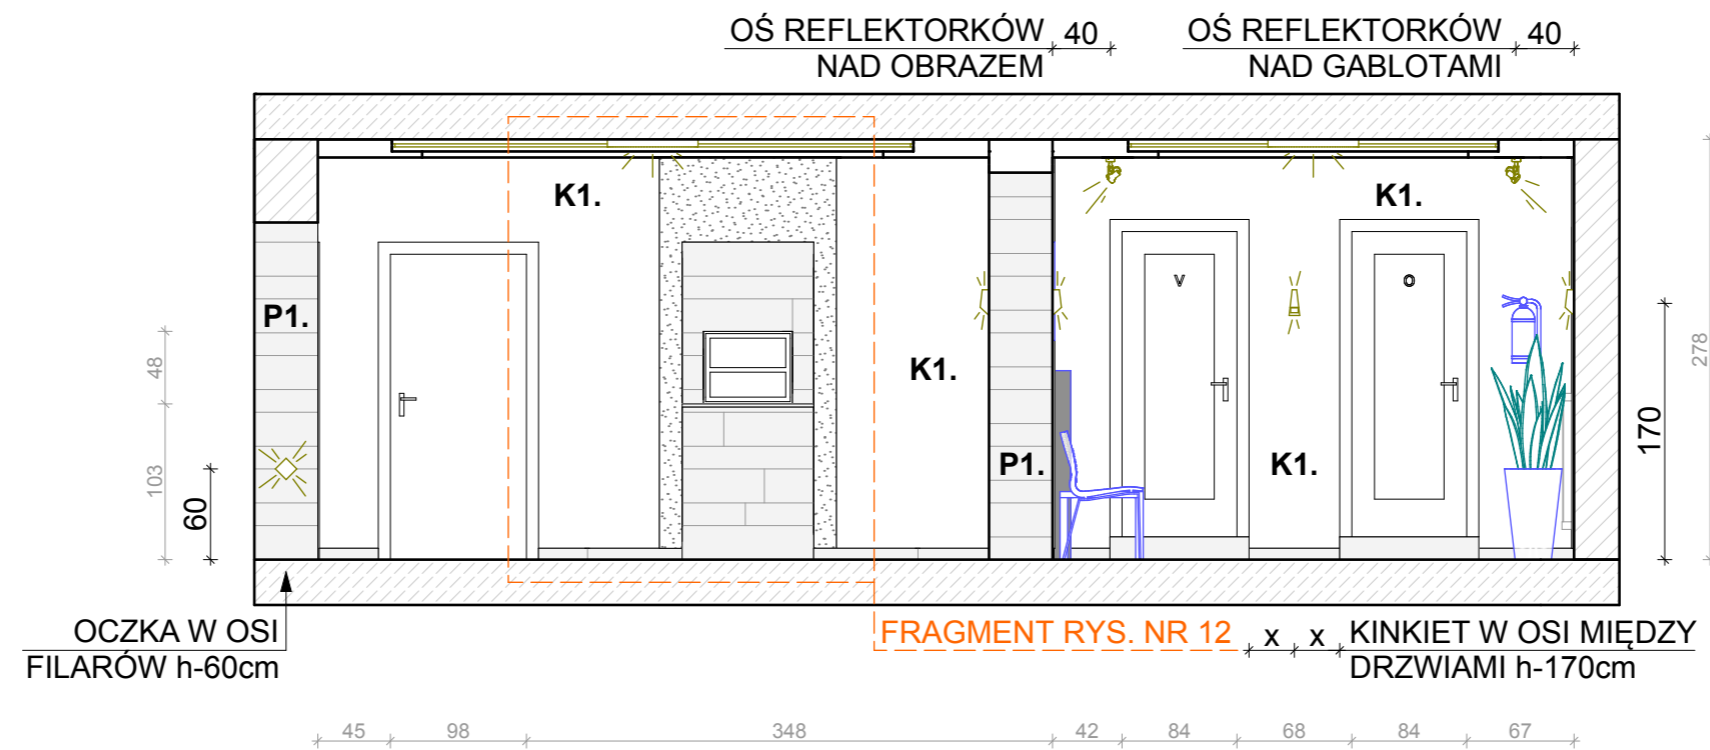 OŚ REFLEKTORKÓW 40
NAD OBRAZEM
OŚ REFLEKTORKÓW 40
NAD GABLOTAMI
K1.
K1.
V
O
P1.
K1.
P1.
K1.
48
103
60
278
170
OCZKA W OSI
FILARÓW h-60cm
FRAGMENT RYS. NR 12
x x
KINKIET W OSI MIĘDZY
DRZWIAMI h-170cm
45 98 348 42 84 68 84 67